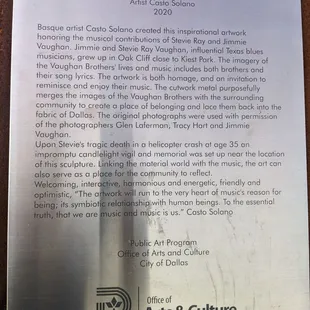 Artist Casto Solano
2020
Basque artist Casto Solano created this inspirational artwork
honoring the musical contributions of Stevie Ray and Jimmie
Vaughan. Jimmie and Stevie Ray Vaughan, influential Texas blues
musicians, grew up in Oak Cliff close to Kiest Park. The imagery of
the Vaughan Brothers' lives and music includes both brothers and
their song lyrics. The artwork is both homage, and an invitation to
reminisce and enjoy their music. The cutwork metal purposefully
merges the images of the Vaughan Brothers with the surrounding
community to create a place of belonging and lace them back into the
fabric of Dallas. The original photographs were used with permission
of the photographers Glen Laferman, Tracy Hart and Jimmie
Vaughan.
Upon Stevie's tragic death in a helicopter crash at age 35 an
impromptu candlelight vigil and memorial was set up near the location
of this sculpture. Linking the material world with the music, the art can
also serve as a place for the community to reflect.
Welcoming, interactive, harmonious and energetic, friendly and
optimistic, "The artwork will run to the very heart of music's reason for
being; its symbiotic relationship with human beings. To the essential
truth, that we are music and music is us." Casto Solano
Public Art Program
Office of Arts and Culture
City of Dallas
Office of
Arts & Culture